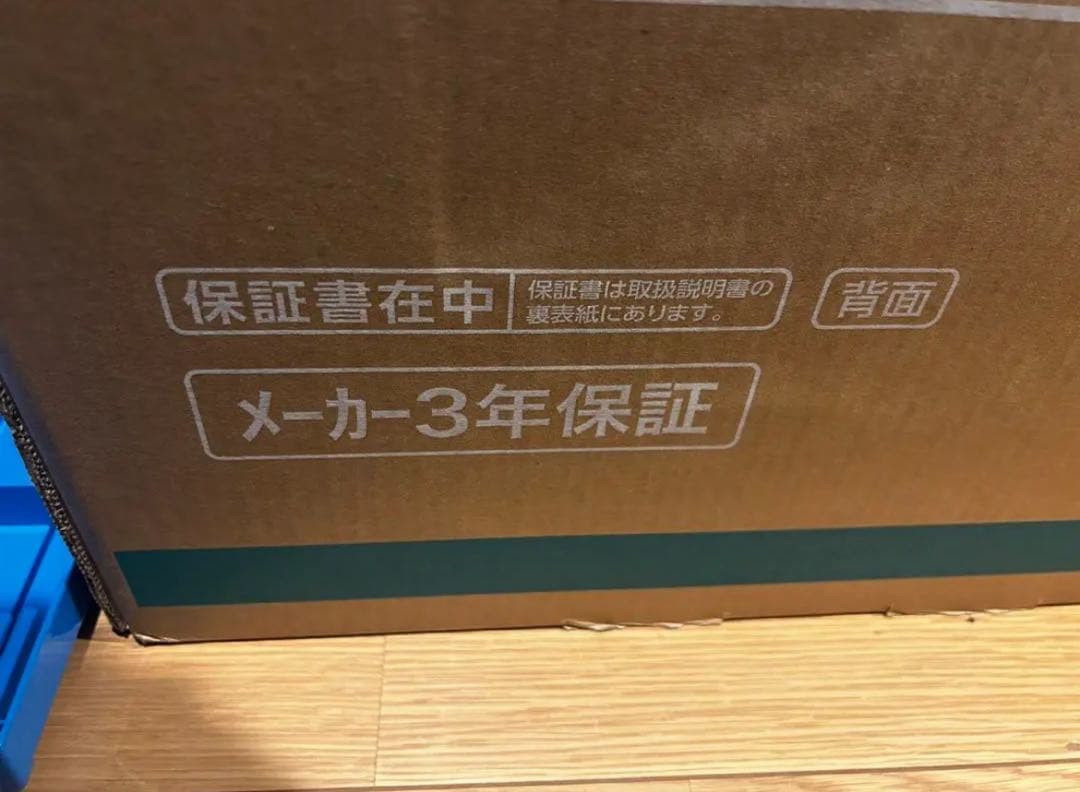 保証書在中
保証書は取扱説明書の
裏表紙にあります。
背面
メーカー3年保証